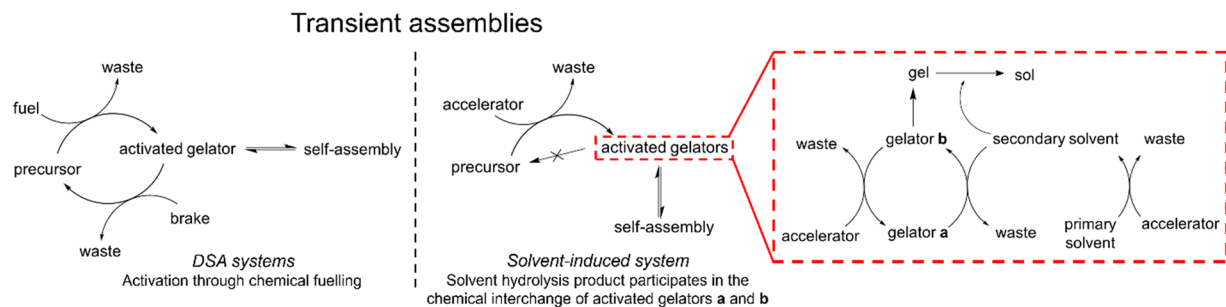 Transient assemblies
waste
fuel
activated gelator
self-assembly
precursor
brake
waste
DSA systems
Activation through chemical fuelling
waste
accelerator
activated gelators
precursor
self-assembly
Solvent-induced system
Solvent hydrolysis product participates in the
chemical interchange of activated gelators a and b
gel
sol
waste
gelator b
secondary solvent
waste
accelerator
gelator a
waste
primary
solvent
accelerator